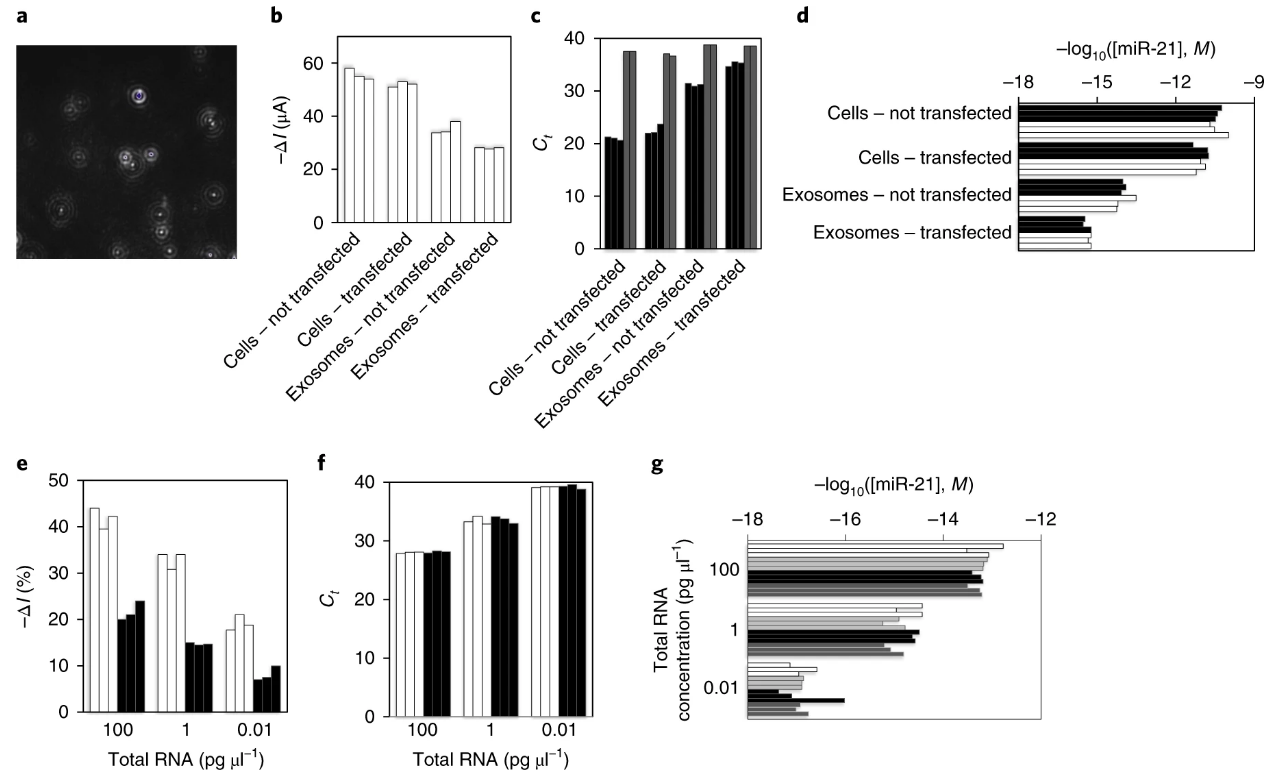 a
b
−ΔI (μA)
60
40
20
0
Cells – not transfected
Cells – transfected
Exosomes – not transfected
Exosomes – transfected
c
Ct
40
30
20
10
0
Cells – not transfected
Cells – transfected
Exosomes – not transfected
Exosomes – transfected
d
−log10([miR-21], M)
−18 −15 −12 −9
Cells – not transfected
Cells – transfected
Exosomes – not transfected
Exosomes – transfected
e
−ΔI (%)
50
40
30
20
10
0
100 1 0.01
Total RNA (pg μl−1)
f
Ct
40
30
20
10
0
100 1 0.01
Total RNA (pg μl−1)
g
−log10([miR-21], M)
−18 −16 −14 −12
Total RNA
concentration (pg μl−1)
100
1
0.01